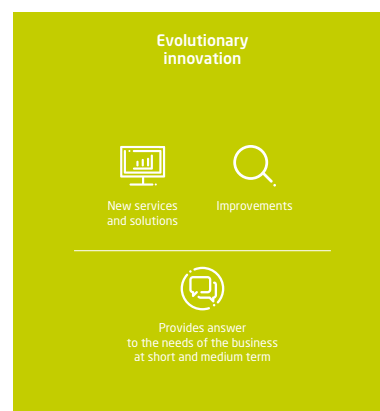 Evolutionary
innovation
New services
and solutions
Improvements
Provides answer
to the needs of the business
at short and medium term